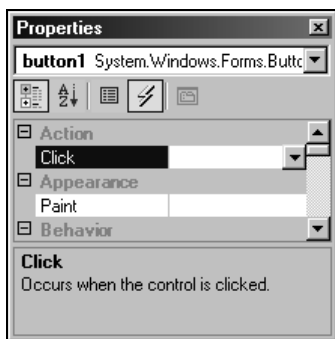 Properties
button1 System.Windows.Forms.Butto
A
Z
Action
Click
Appearance
Paint
Behavior
Click
Occurs when the control is clicked.